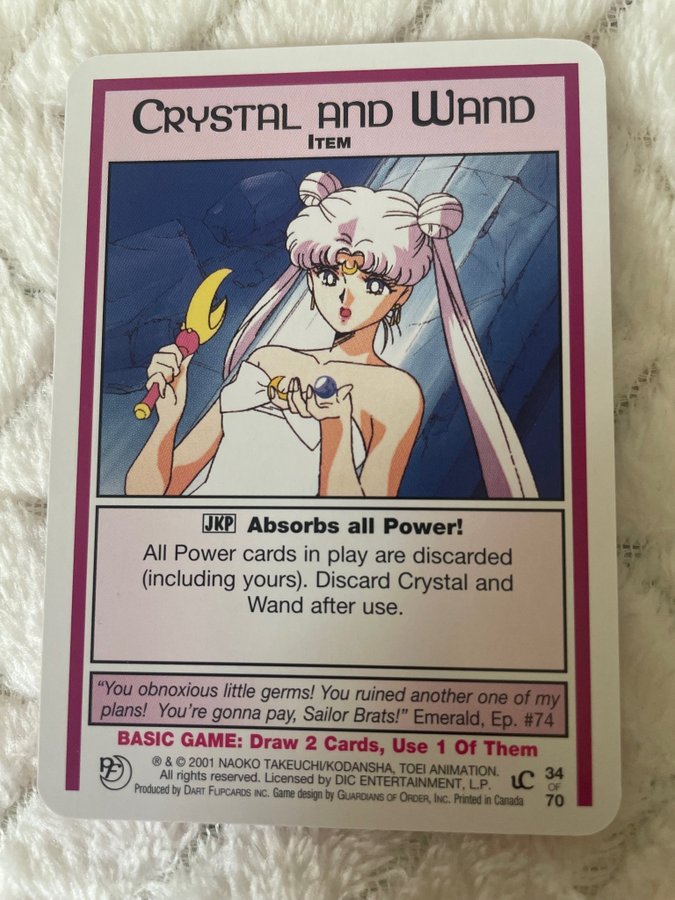 CRYSTAL AND WAND
ITEM
JKP Absorbs all Power!
All Power cards in play are discarded
(including yours). Discard Crystal and
Wand after use.
"You obnoxious little germs! You ruined another one of my
plans! You're gonna pay, Sailor Brats!" Emerald, Ep. #74
BASIC GAME: Draw 2 Cards, Use 1 Of Them
® & © 2001 NAOKO TAKEUCHI/KODANSHA, TOEI ANIMATION.
All rights reserved. Licensed by DIC ENTERTAINMENT, L.P.
Produced by DART FLIPCARDS INC. Game design by GUARDIANS OF ORDER, INC. Printed in Canada
UC 34 OF 70